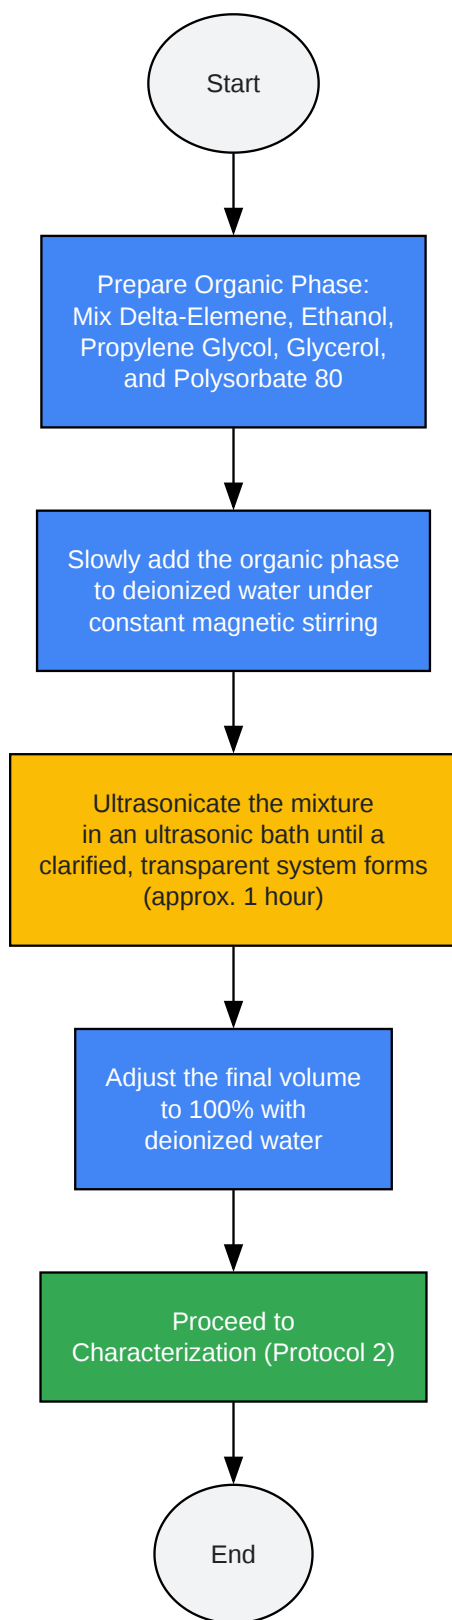 Start
Prepare Organic Phase:
Mix Delta-Elemene, Ethanol,
Propylene Glycol, Glycerol,
and Polysorbate 80
Slowly add the organic phase
to deionized water under
constant magnetic stirring
Ultrasonicate the mixture
in an ultrasonic bath until a
clarified, transparent system forms
(approx. 1 hour)
Adjust the final volume
to 100% with
deionized water
Proceed to
Characterization (Protocol 2)
End